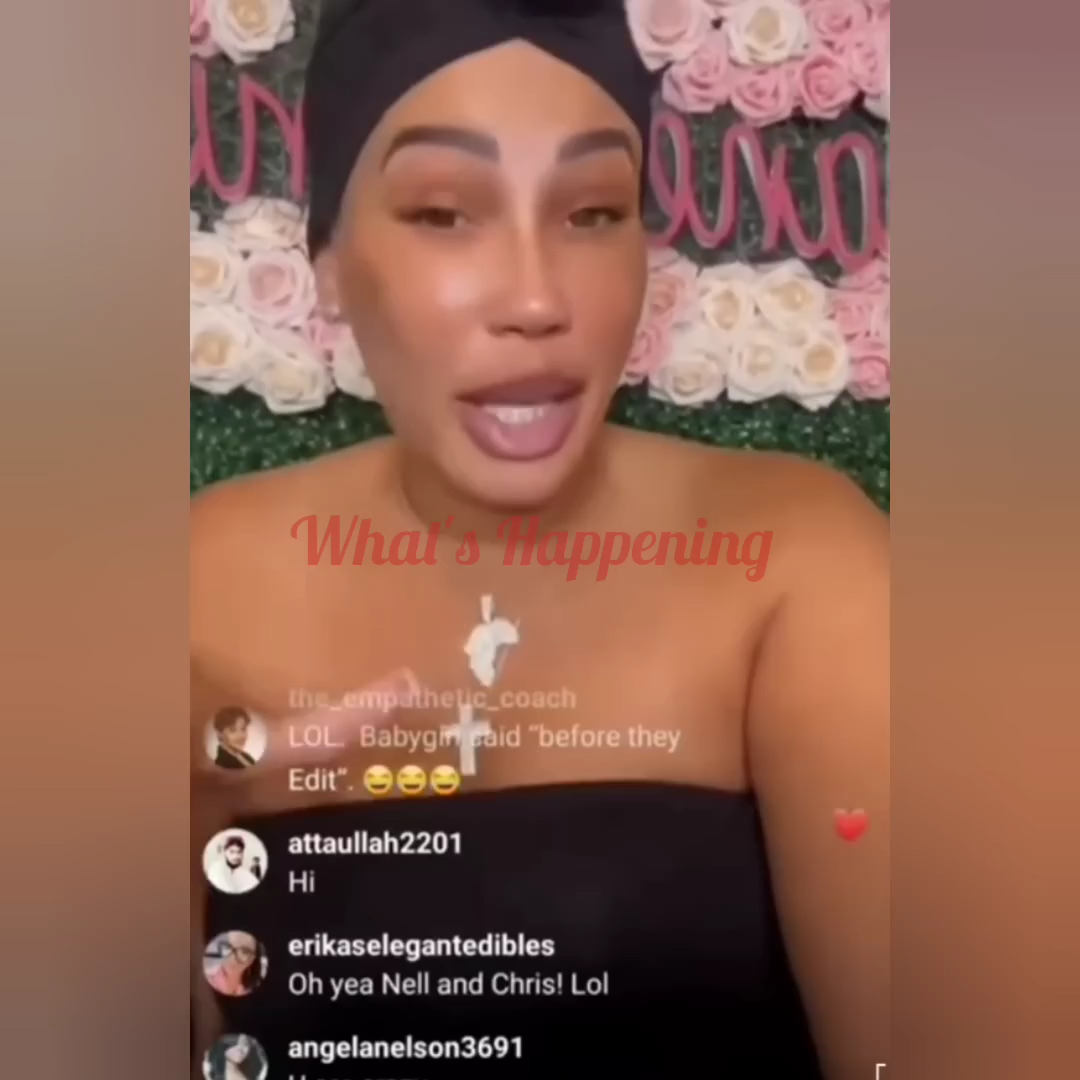 What's Happening
the_empathetic_coach
LOL. Babygirl said “before they
Edit”. 😆😆😆
attaullah2201
Hi
erikaselegantedibles
Oh yea Nell and Chris! Lol
angelanelson3691